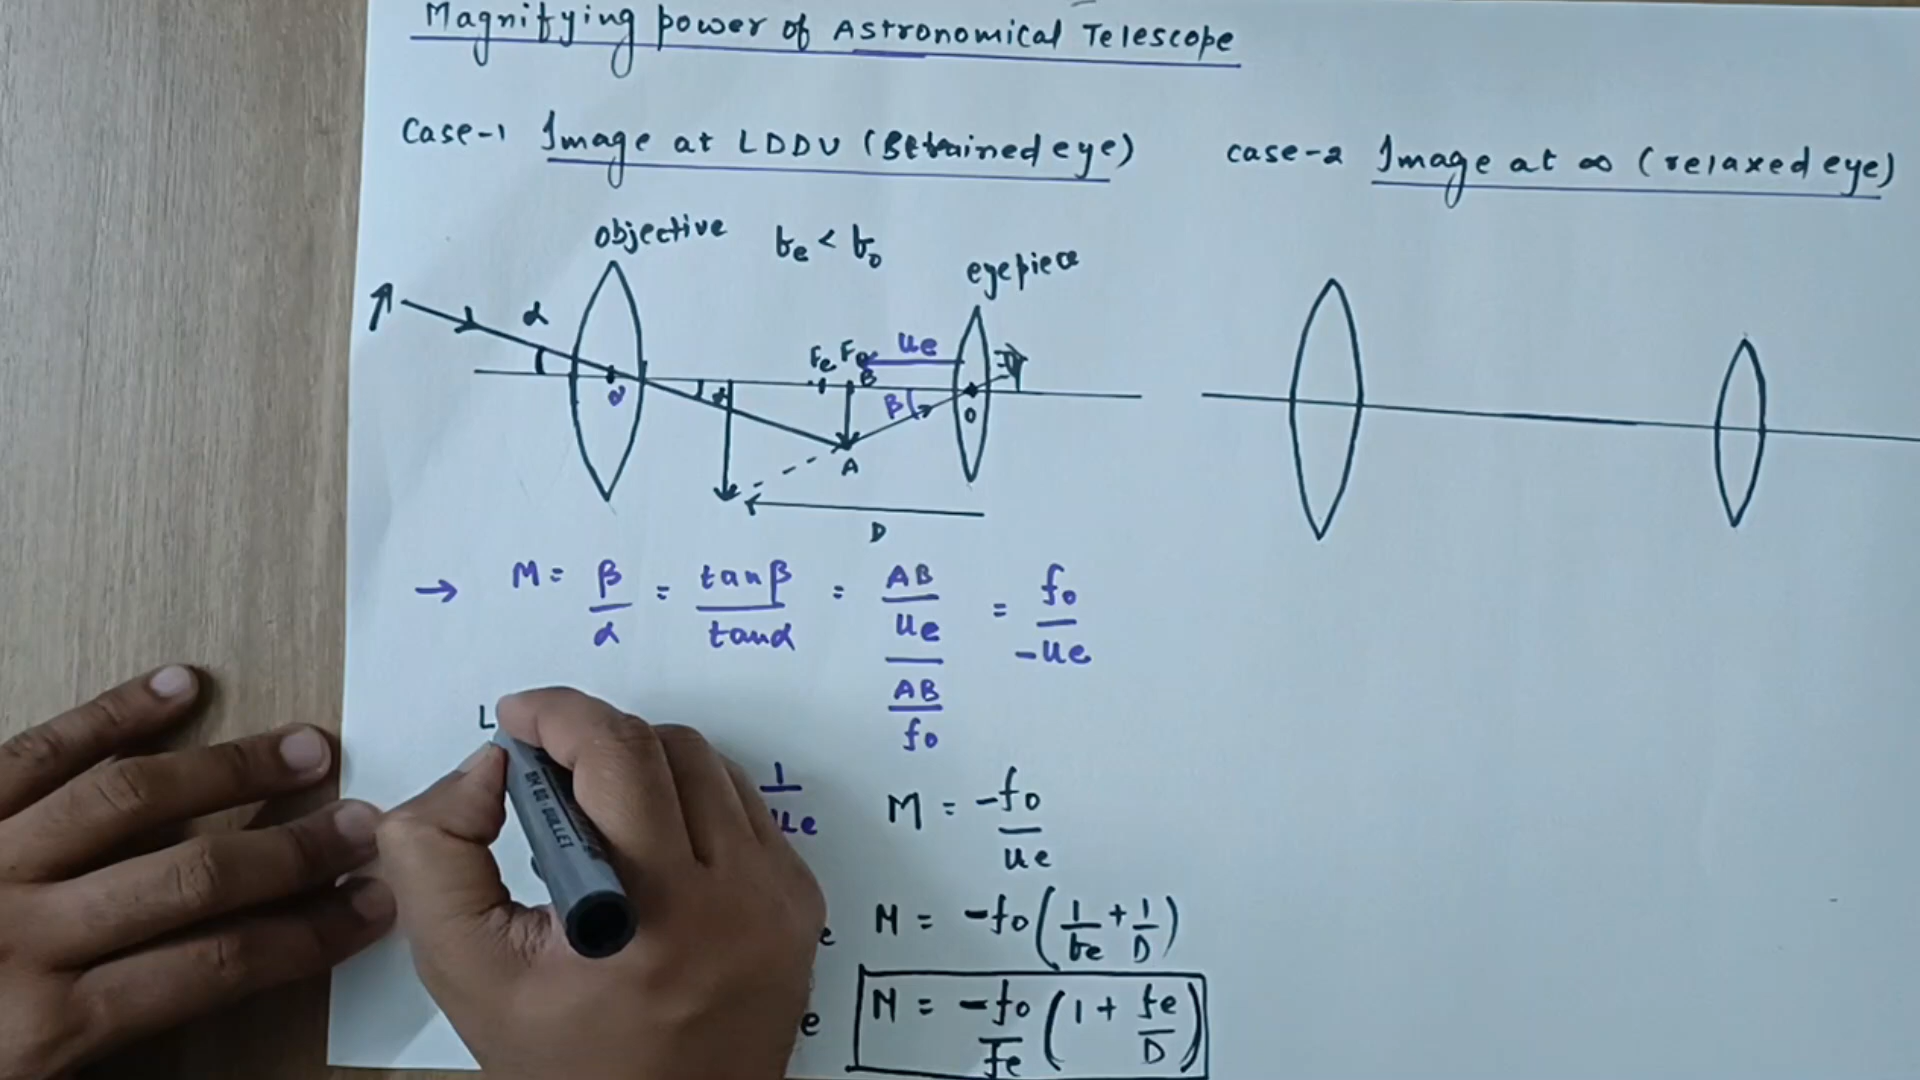 Magnifying power of Astronomical Telescope
Case-1 Image at LDDV (Strained eye)
case-2 Image at ∞ (relaxed eye)
objective
fe < fo
eyepiece
α
Fe Fo
ue
B
β
O
A
D
→ M = β/α = tanβ/tanα = (AB/ue)/(AB/fo) = fo/-ue
L
1/ue
M = -fo/ue
e M = -fo(1/fe + 1/D)
e M = -fo/fe (1 + fe/D)